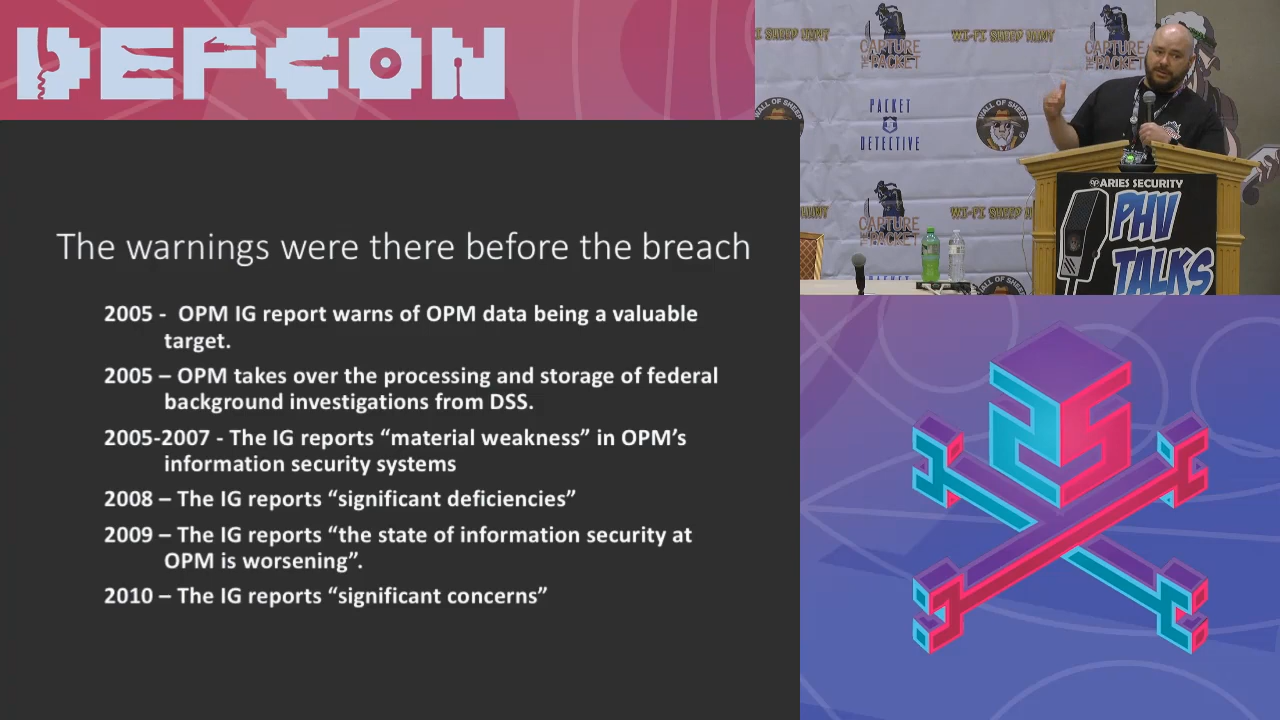 DEFCON
The warnings were there before the breach
2005 -  OPM IG report warns of OPM data being a valuable
target.
2005 – OPM takes over the processing and storage of federal
background investigations from DSS.
2005-2007 - The IG reports “material weakness” in OPM’s
information security systems
2008 – The IG reports “significant deficiencies”
2009 – The IG reports “the state of information security at
OPM is worsening”.
2010 – The IG reports “significant concerns”
WI-FI SHEEP HUNT
CAPTURE
THE PACKET
PACKET
DETECTIVE
WALL OF SHEEP
ARIES SECURITY
PHV
TALKS
25